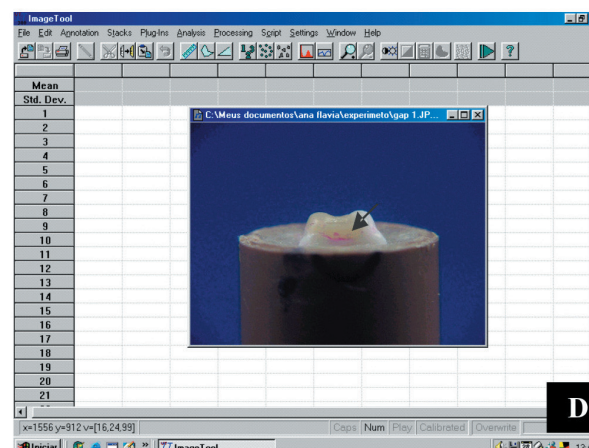 ImageTool
File Edit Annotation Stacks Plug-Ins Analysis Processing Script Settings Window Help
Mean
Std. Dev.
1
2
3
4
5
6
7
8
9
10
11
12
13
14
15
16
17
18
19
20
21
C:\Meus documentos\ana flavia\experimeto\gap 1.JP...
D
x=1556 y=912 v=[16,24,99]
Caps Num Play Calibrated Overwrite
Iniciar
ImageTool